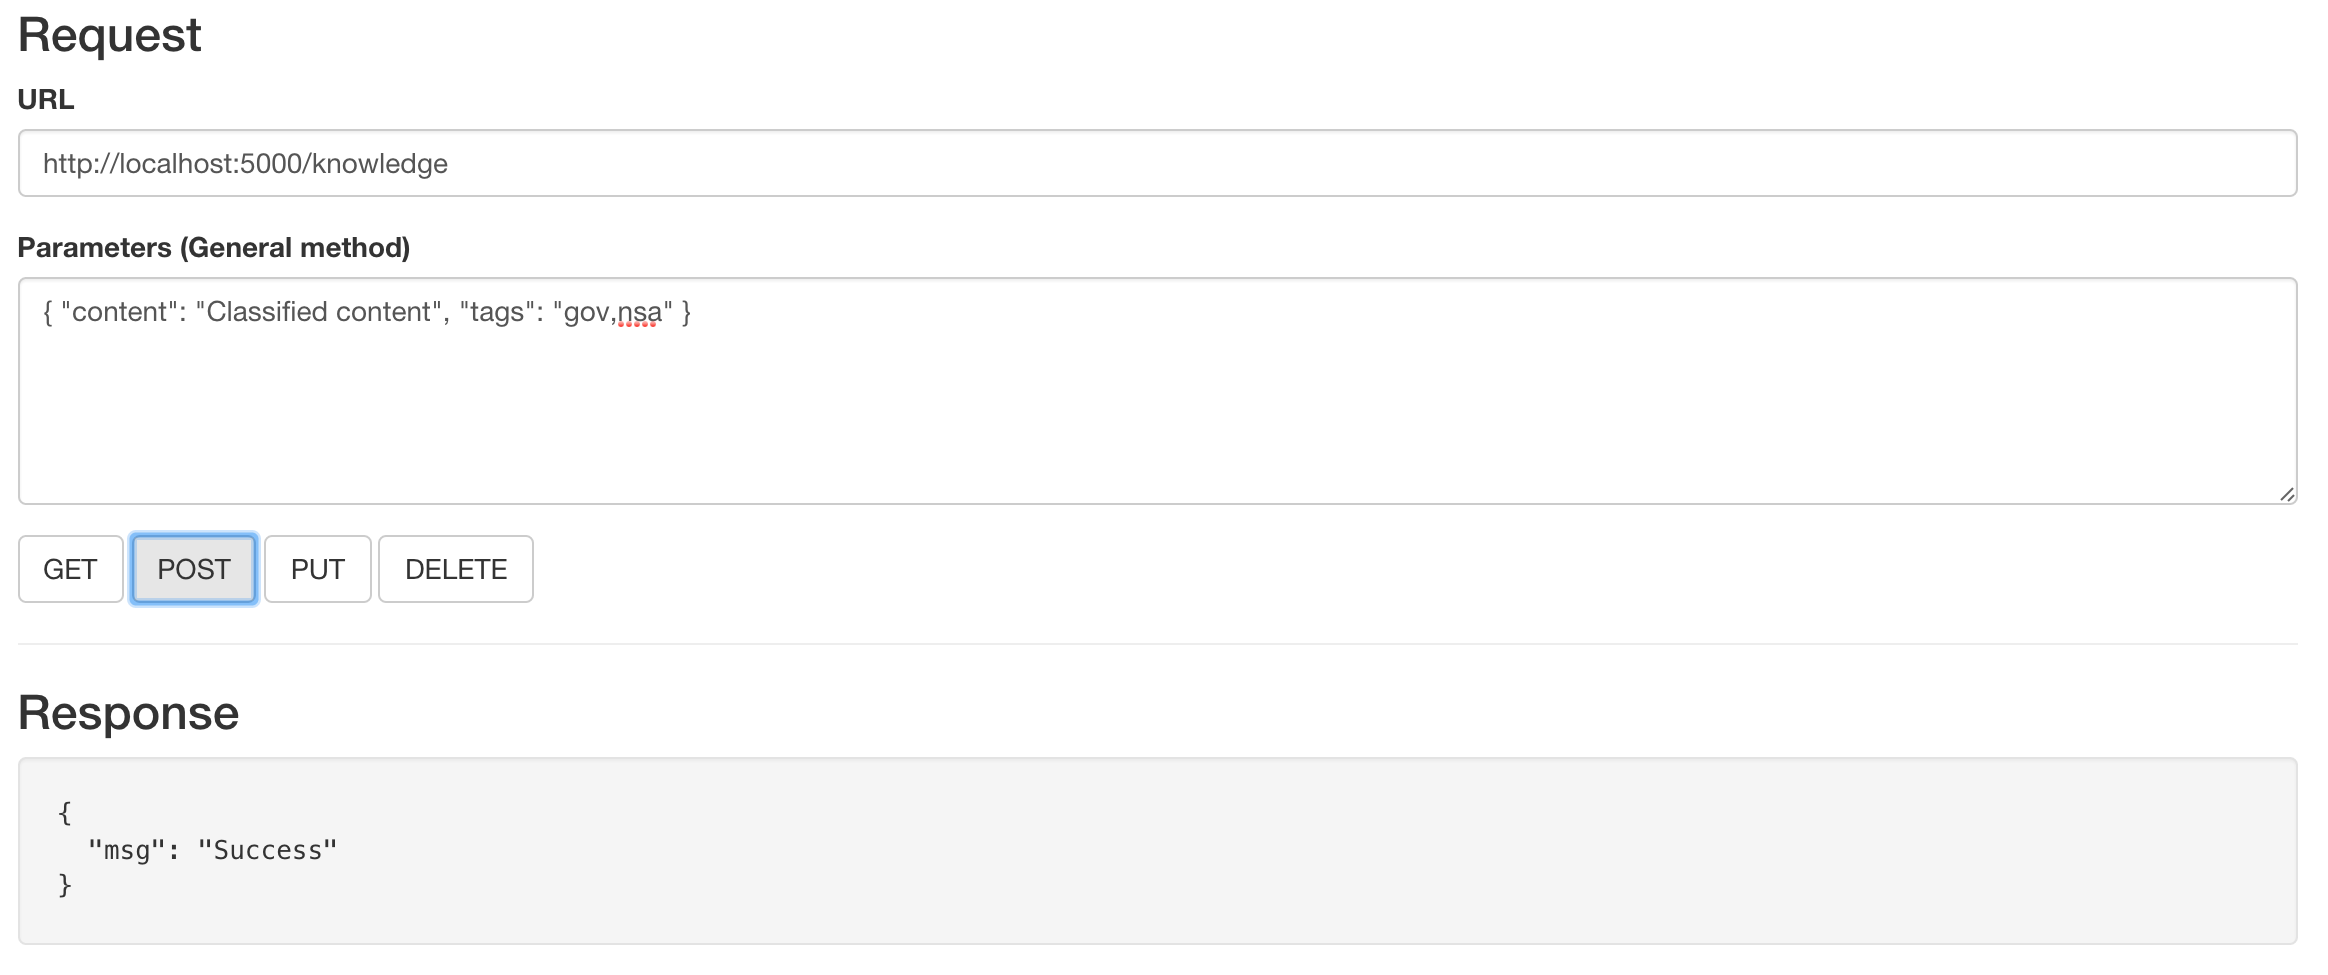 Request
URL
http://localhost:5000/knowledge
Parameters (General method)
{ "content": "Classified content", "tags": "gov,nsa" }
GET POST PUT DELETE
Response
{
  "msg": "Success"
}